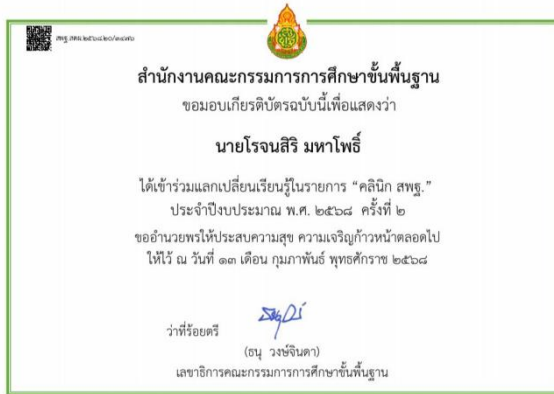 สำนักงานคณะกรรมการการศึกษาขั้นพื้นฐาน
ขอมอบเกียรติบัตรฉบับนี้เพื่อแสดงว่า
นายโรจนสิริ มหาโพธิ์
ได้เข้าร่วมแลกเปลี่ยนเรียนรู้ในรายการ “คลินิก สพฐ.”
ประจำปีงบประมาณ พ.ศ. ๒๕๖๘ ครั้งที่ ๒
ขออำนวยพรให้ประสบความสุข ความเจริญก้าวหน้าตลอดไป
ให้ไว้ ณ วันที่ ๑๓ เดือน กุมภาพันธ์ พุทธศักราช ๒๕๖๘
ว่าที่ร้อยตรี
(ธนุ วงษ์จินดา)
เลขาธิการคณะกรรมการการศึกษาขั้นพื้นฐาน